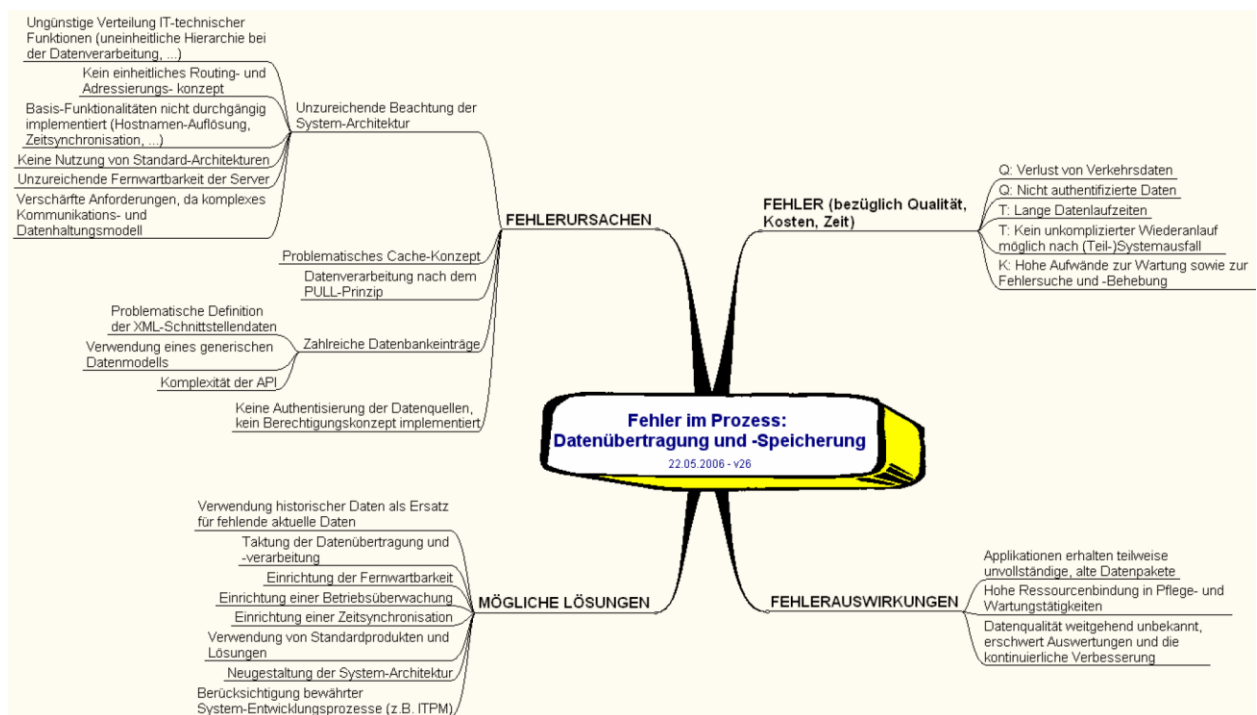 Ungünstige Verteilung IT-technischer
Funktionen (uneinheitliche Hierarchie bei
der Datenverarbeitung, ...)
Kein einheitliches Routing- und
Adressierungs- konzept
Basis-Funktionalitäten nicht durchgängig
implementiert (Hostnamen-Auflösung,
Zeitsynchronisation, ...)
Keine Nutzung von Standard-Architekturen
Unzureichende Fernwartbarkeit der Server
Verschärfte Anforderungen, da komplexes
Kommunikations- und
Datenhaltungsmodell
Unzureichende Beachtung der
System-Architektur
Problematisches Cache-Konzept
Datenverarbeitung nach dem
PULL-Prinzip
Problematische Definition
der XML-Schnittstellendaten
Verwendung eines generischen
Datenmodells
Komplexität der API
Zahlreiche Datenbankeinträge
Keine Authentisierung der Datenquellen,
kein Berechtigungskonzept implementiert
FEHLERURSACHEN
FEHLER (bezüglich Qualität,
Kosten, Zeit)
Q: Verlust von Verkehrsdaten
Q: Nicht authentifizierte Daten
T: Lange Datenlaufzeiten
T: Kein unkomplizierter Wiederanlauf
möglich nach (Teil-)Systemausfall
K: Hohe Aufwände zur Wartung sowie zur
Fehlersuche und -Behebung
Fehler im Prozess:
Datenübertragung und -Speicherung
22.05.2006 - v26
Verwendung historischer Daten als Ersatz
für fehlende aktuelle Daten
Taktung der Datenübertragung und
-verarbeitung
Einrichtung der Fernwartbarkeit
Einrichtung einer Betriebsüberwachung
Einrichtung einer Zeitsynchronisation
Verwendung von Standardprodukten und
Lösungen
Neugestaltung der System-Architektur
Berücksichtigung bewährter
System-Entwicklungsprozesse (z.B. ITPM)
MÖGLICHE LÖSUNGEN
FEHLERAUSWIRKUNGEN
Applikationen erhalten teilweise
unvollständige, alte Datenpakete
Hohe Ressourcenbindung in Pflege- und
Wartungstätigkeiten
Datenqualität weitgehend unbekannt,
erschwert Auswertungen und die
kontinuierliche Verbesserung